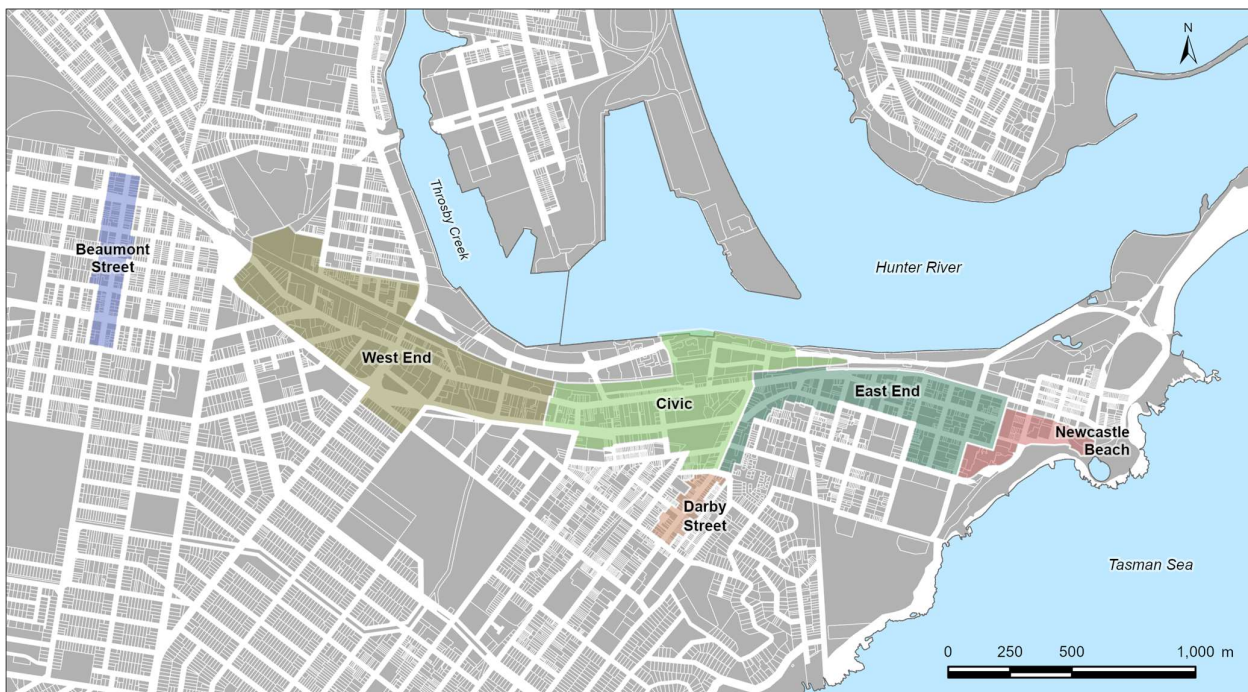 N
Throsby Creek
Hunter River
Beaumont
Street
West End
Civic
East End
Newcastle
Beach
Darby
Street
Tasman Sea
0 250 500 1,000 m